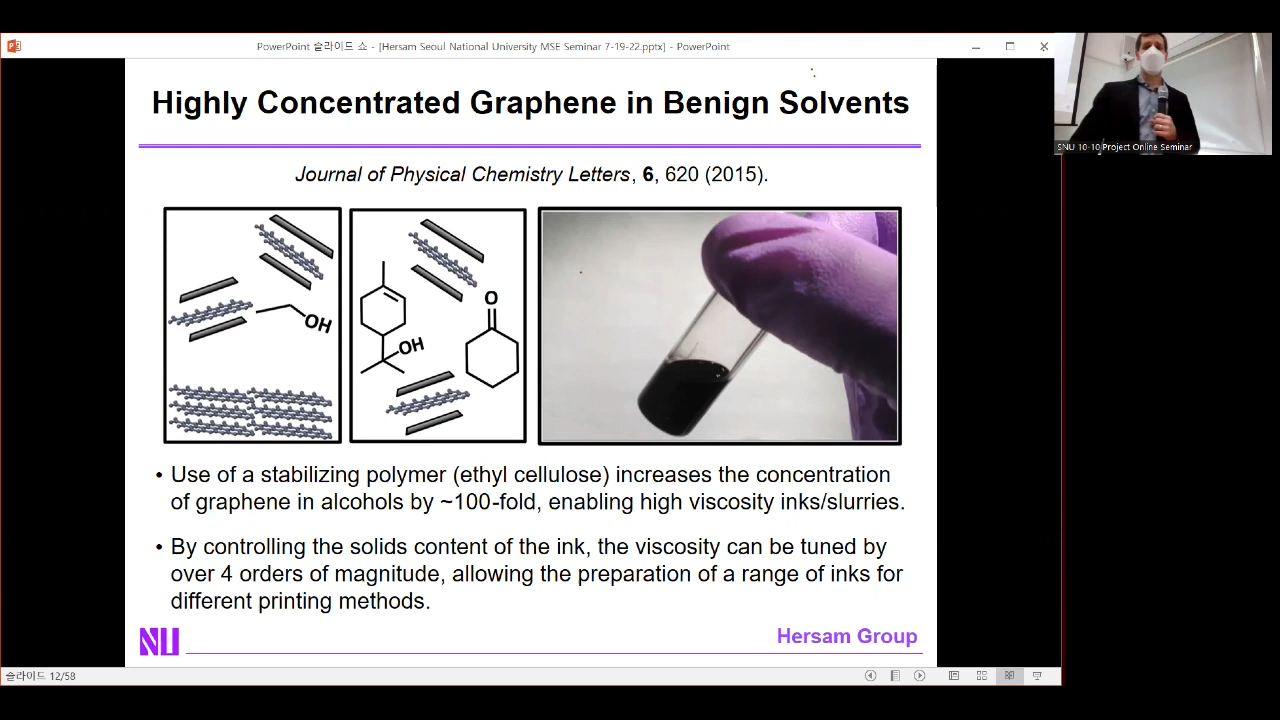 PowerPoint 슬라이드 쇼 - [Hersam Seoul National University MSE Seminar 7-19-22.pptx] - PowerPoint
Highly Concentrated Graphene in Benign Solvents
Journal of Physical Chemistry Letters, 6, 620 (2015).
OH
OH
O
• Use of a stabilizing polymer (ethyl cellulose) increases the concentration
of graphene in alcohols by ~100-fold, enabling high viscosity inks/slurries.
• By controlling the solids content of the ink, the viscosity can be tuned by
over 4 orders of magnitude, allowing the preparation of a range of inks for
different printing methods.
NU
Hersam Group
슬라이드 12/58
SNU 10-10 Project Online Seminar